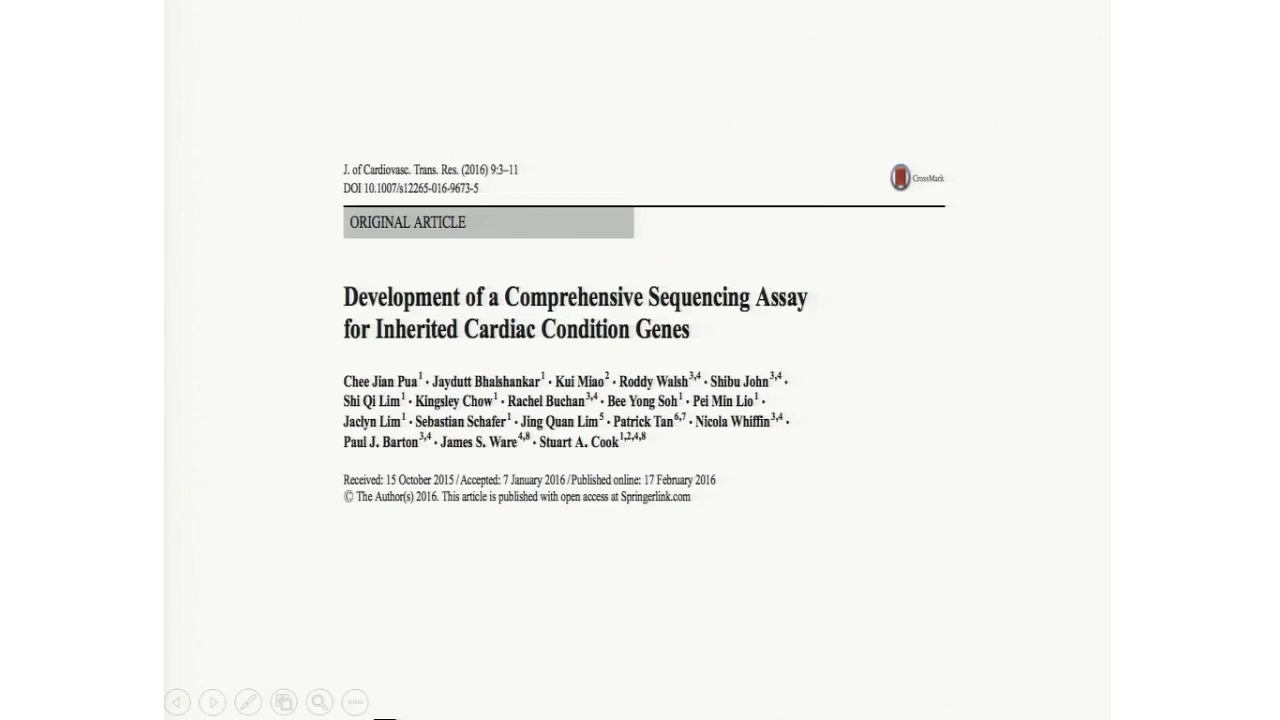 J. of Cardiovasc. Trans. Res. (2016) 9:3–11
DOI 10.1007/s12265-016-9673-5
CrossMark
ORIGINAL ARTICLE
Development of a Comprehensive Sequencing Assay
for Inherited Cardiac Condition Genes
Chee Jian Pua1 · Jaydutt Bhalshankar1 · Kui Miao2 · Roddy Walsh3,4 · Shibu John3,4 ·
Shi Qi Lim1 · Kingsley Chow1 · Rachel Buchan3,4 · Bee Yong Soh1 · Pei Min Lio1 ·
Jaclyn Lim1 · Sebastian Schafer1 · Jing Quan Lim5 · Patrick Tan6,7 · Nicola Whiffin3,4 ·
Paul J. Barton3,4 · James S. Ware4,8 · Stuart A. Cook1,2,4,8
Received: 15 October 2015 / Accepted: 7 January 2016 / Published online: 17 February 2016
© The Author(s) 2016. This article is published with open access at Springerlink.com